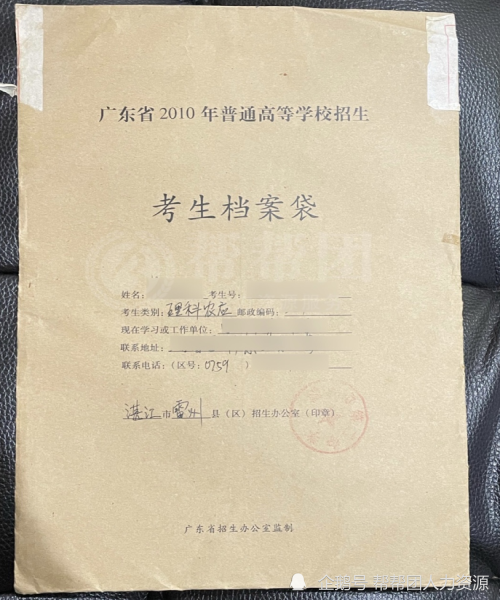 广东省2010年普通高等学校招生
考生档案袋
帮帮团
姓名: 考生号:
考生类别: 理科农应 邮政编码:
现在学习或工作单位:
联系地址:
联系电话: (区号: 0759 )
湛江市雷州县(区)招生办公室(印章)
广东省招生办公室监制
企鹅号 帮帮团人力资源